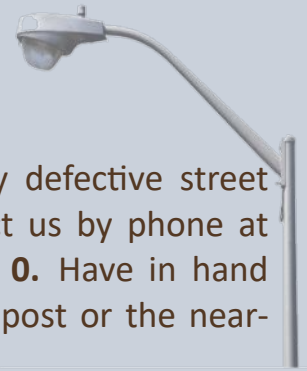 defective street
us by phone at
0. Have in hand
post or the near-